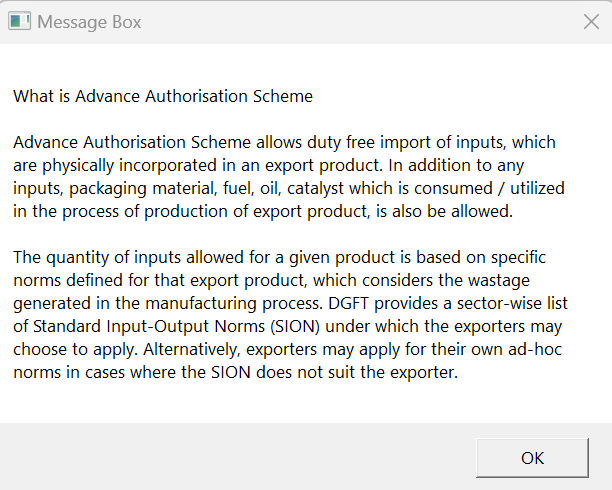 Message Box
What is Advance Authorisation Scheme
Advance Authorisation Scheme allows duty free import of inputs, which
are physically incorporated in an export product. In addition to any
inputs, packaging material, fuel, oil, catalyst which is consumed / utilized
in the process of production of export product, is also be allowed.
The quantity of inputs allowed for a given product is based on specific
norms defined for that export product, which considers the wastage
generated in the manufacturing process. DGFT provides a sector-wise list
of Standard Input-Output Norms (SION) under which the exporters may
choose to apply. Alternatively, exporters may apply for their own ad-hoc
norms in cases where the SION does not suit the exporter.
OK